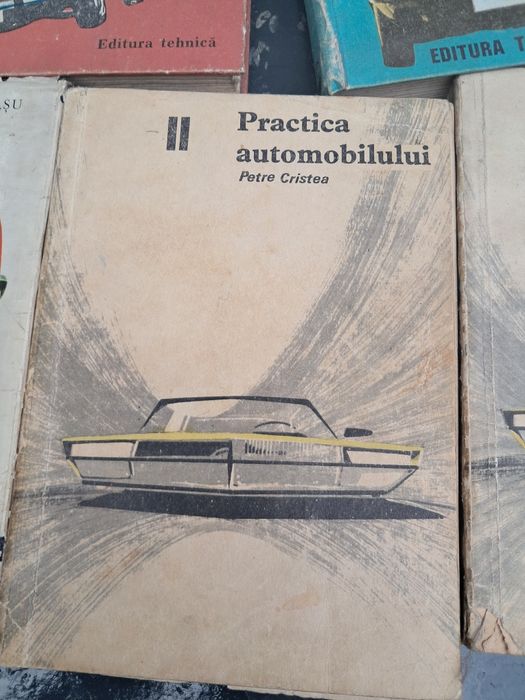 Editura tehnică
EDITURA T
ȘU
II
Practica
automobilului
Petre Cristea